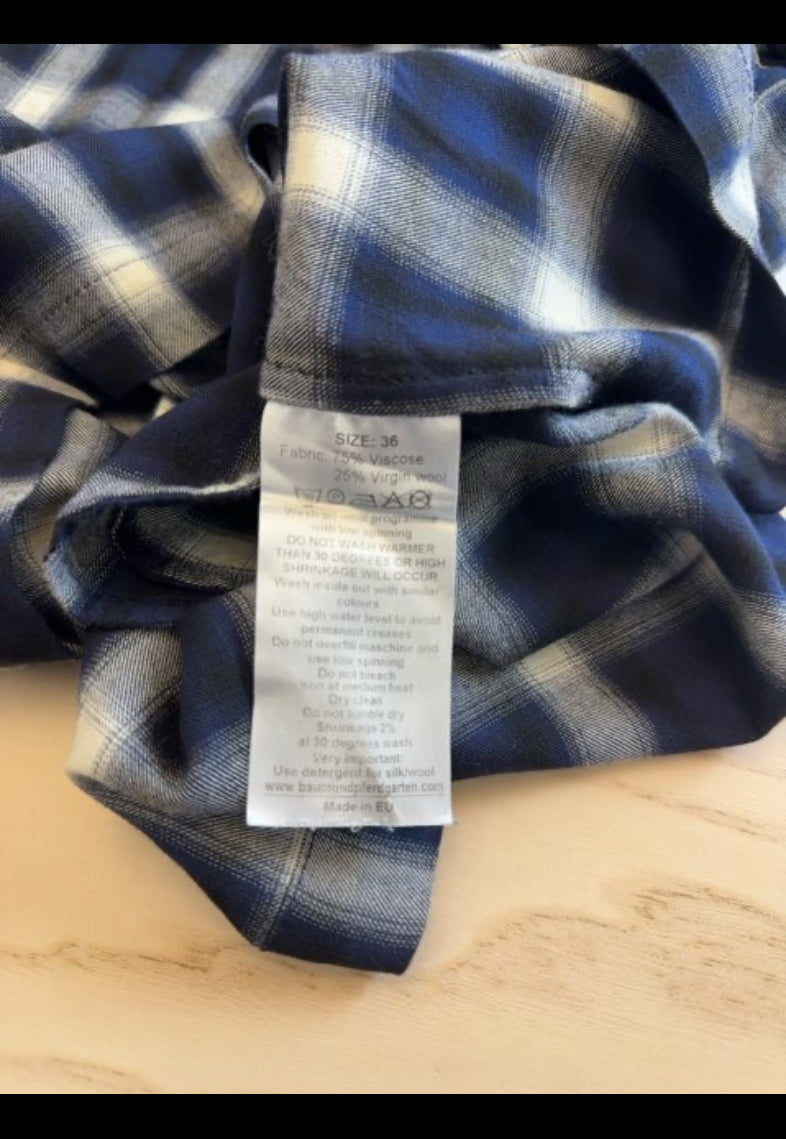 SIZE: 36
Fabric: 75% Viscose
25% Virgin wool
Wash on wool programme
with low spinning
DO NOT WASH WARMER
THAN 30 DEGREES OR HIGH
SHRINKAGE WILL OCCUR
Wash inside out with similar
colours
Use high water level to avoid
permanent creases
Do not overfill maschine and
use low spinning
Do not bleach
Iron at medium heat
Dry clean
Do not tumble dry
Shrinkage 2%
at 30 degrees wash
Very important:
Use detergent for silk/wool
www.baumundpferdgarten.com
Made in EU